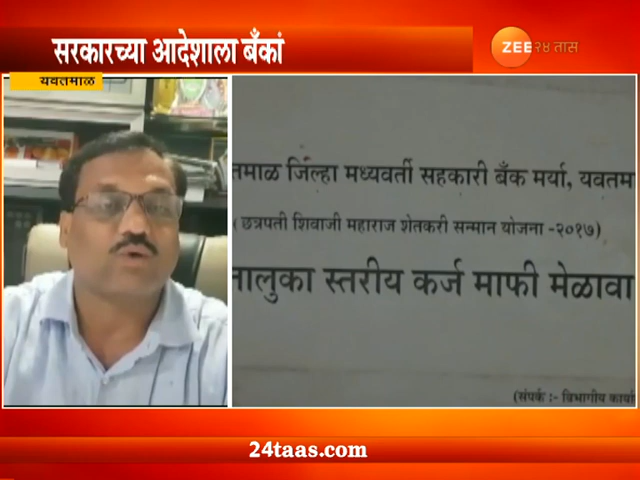 सरकारच्या आदेशाला बँकां
ZEE २४ तास
यवतमाळ
तमाळ जिल्हा मध्यवर्ती सहकारी बँक मर्या, यवतम
( छत्रपती शिवाजी महाराज शेतकरी सन्मान योजना -२०१७)
तालुका स्तरीय कर्ज माफी मेळावा
(संपर्क :- विभागीय कार्या
24taas.com